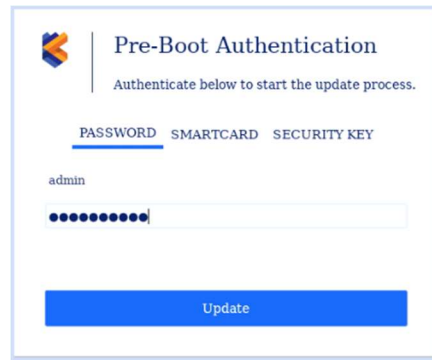 Pre-Boot Authentication
Authenticate below to start the update process.
PASSWORD SMARTCARD SECURITY KEY
admin
●●●●●●●●●●
Update